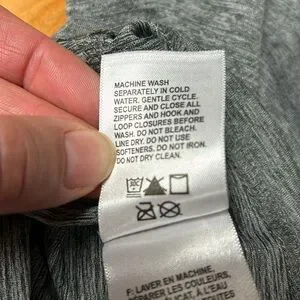 MACHINE WASH
SEPARATELY IN COLD
WATER. GENTLE CYCLE.
SECURE AND CLOSE ALL
ZIPPERS AND HOOK AND
LOOP CLOSURES BEFORE
WASH. DO NOT BLEACH.
LINE DRY. DO NOT USE
SOFTENERS. DO NOT IRON.
DO NOT DRY CLEAN.
F: LAVER EN MACHINE,
SÉPARER LES COULEURS,